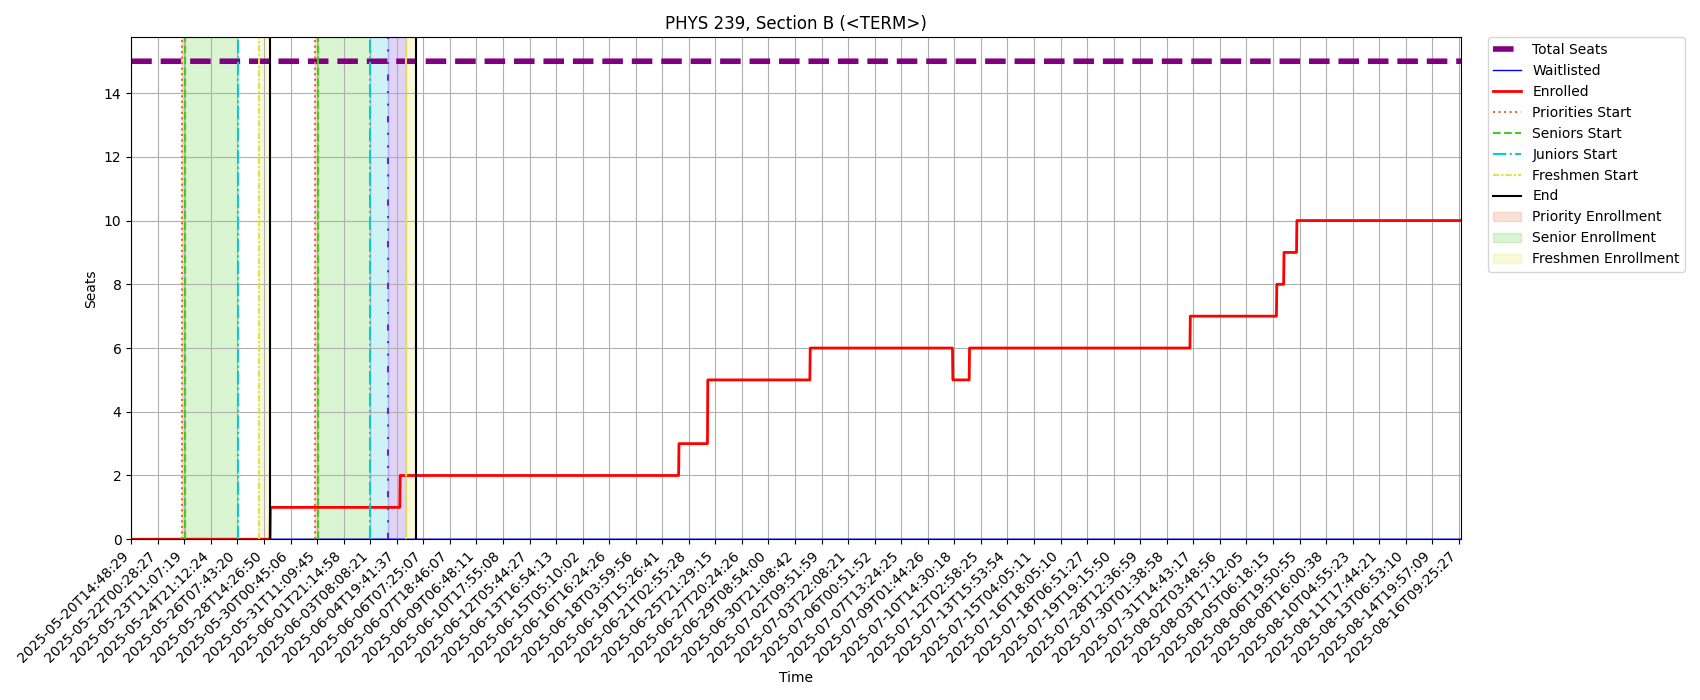 PHYS 239, Section B (<TERM>)
Total Seats
Waitlisted
Enrolled
Priorities Start
Seniors Start
Juniors Start
Freshmen Start
End
Priority Enrollment
Senior Enrollment
Freshmen Enrollment
Seats
14
12
10
8
6
4
2
0
2025-05-20T14:48:29
2025-05-22T00:28:27
2025-05-23T11:07:19
2025-05-24T21:12:24
2025-05-26T07:43:20
2025-05-28T14:26:50
2025-05-30T00:45:06
2025-05-31T11:09:45
2025-06-01T21:14:58
2025-06-03T08:08:21
2025-06-04T19:41:37
2025-06-06T07:25:07
2025-06-07T18:46:07
2025-06-09T06:48:11
2025-06-10T17:55:08
2025-06-12T05:44:27
2025-06-13T16:54:13
2025-06-15T05:10:02
2025-06-16T16:24:26
2025-06-18T03:59:56
2025-06-19T15:26:41
2025-06-21T02:55:28
2025-06-25T21:29:15
2025-06-27T20:24:26
2025-06-29T08:54:00
2025-06-30T21:08:42
2025-07-02T09:51:59
2025-07-03T22:08:21
2025-07-06T00:51:52
2025-07-07T13:24:25
2025-07-09T01:44:26
2025-07-10T14:30:18
2025-07-12T02:58:25
2025-07-13T15:53:54
2025-07-15T04:05:11
2025-07-16T18:05:10
2025-07-18T06:51:27
2025-07-19T19:15:50
2025-07-28T12:36:59
2025-07-30T01:38:58
2025-07-31T14:43:17
2025-08-02T03:48:56
2025-08-03T17:12:05
2025-08-05T06:18:15
2025-08-06T19:50:55
2025-08-08T16:00:38
2025-08-10T04:55:23
2025-08-11T17:44:21
2025-08-13T06:53:10
2025-08-14T19:57:09
2025-08-16T09:25:27
Time